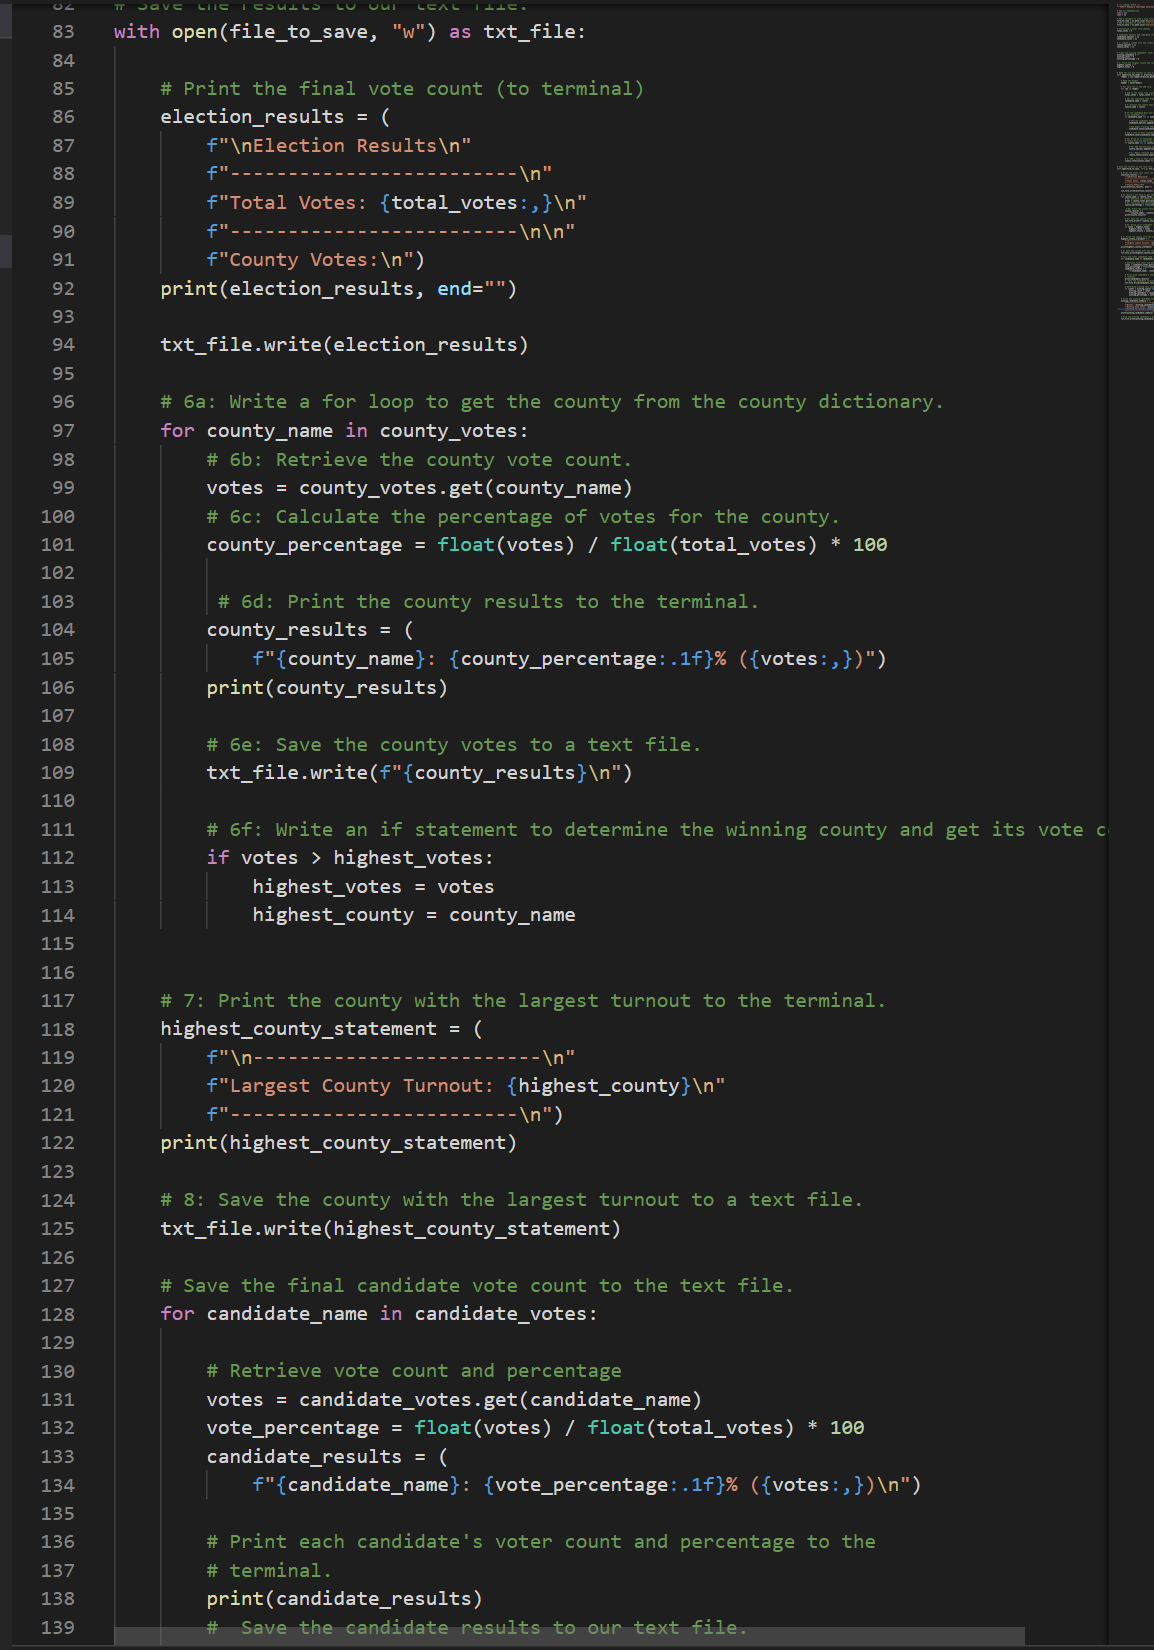 82 # Save the results to our text file.
83 with open(file_to_save, "w") as txt_file:
84
85     # Print the final vote count (to terminal)
86     election_results = (
87         f"\nElection Results\n"
88         f"-------------------------\n"
89         f"Total Votes: {total_votes:,}\n"
90         f"-------------------------\n\n"
91         f"County Votes:\n")
92     print(election_results, end="")
93
94     txt_file.write(election_results)
95
96     # 6a: Write a for loop to get the county from the county dictionary.
97     for county_name in county_votes:
98         # 6b: Retrieve the county vote count.
99         votes = county_votes.get(county_name)
100         # 6c: Calculate the percentage of votes for the county.
101         county_percentage = float(votes) / float(total_votes) * 100
102
103          # 6d: Print the county results to the terminal.
104         county_results = (
105             f"{county_name}: {county_percentage:.1f}% ({votes:,})")
106         print(county_results)
107
108         # 6e: Save the county votes to a text file.
109         txt_file.write(f"{county_results}\n")
110
111         # 6f: Write an if statement to determine the winning county and get its vote c
112         if votes > highest_votes:
113             highest_votes = votes
114             highest_county = county_name
115
116
117     # 7: Print the county with the largest turnout to the terminal.
118     highest_county_statement = (
119         f"\n-------------------------\n"
120         f"Largest County Turnout: {highest_county}\n"
121         f"-------------------------\n")
122     print(highest_county_statement)
123
124     # 8: Save the county with the largest turnout to a text file.
125     txt_file.write(highest_county_statement)
126
127     # Save the final candidate vote count to the text file.
128     for candidate_name in candidate_votes:
129
130         # Retrieve vote count and percentage
131         votes = candidate_votes.get(candidate_name)
132         vote_percentage = float(votes) / float(total_votes) * 100
133         candidate_results = (
134             f"{candidate_name}: {vote_percentage:.1f}% ({votes:,})\n")
135
136         # Print each candidate's voter count and percentage to the
137         # terminal.
138         print(candidate_results)
139         #  Save the candidate results to our text file.